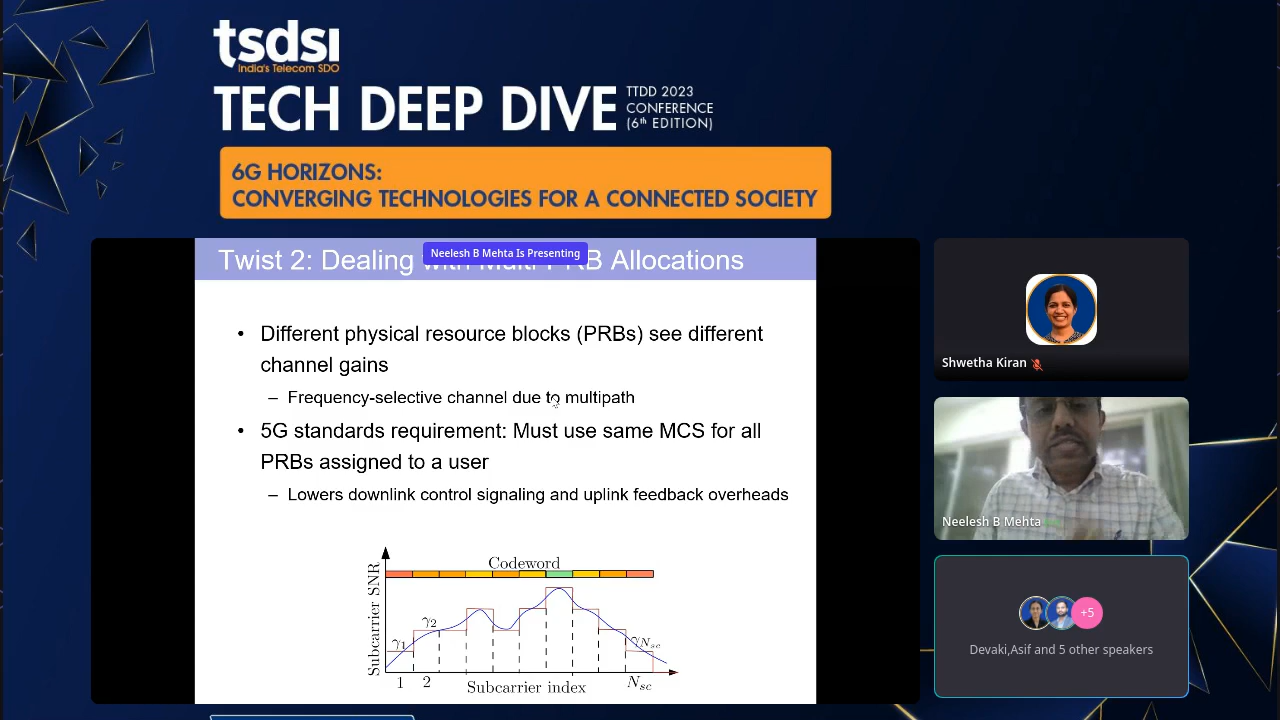 tsdsi
India's Telecom SDO
TECH DEEP DIVE
TTDD 2023
CONFERENCE
(6th EDITION)
6G HORIZONS:
CONVERGING TECHNOLOGIES FOR A CONNECTED SOCIETY
Neelesh B Mehta Is Presenting
Twist 2: Dealing with Multi-PRB Allocations
• Different physical resource blocks (PRBs) see different
channel gains
– Frequency-selective channel due to multipath
• 5G standards requirement: Must use same MCS for all
PRBs assigned to a user
– Lowers downlink control signaling and uplink feedback overheads
Codeword
Subcarrier SNR
γ1
γ2
γNsc
1 2 Nsc
Subcarrier index
Shwetha Kiran
Neelesh B Mehta
+5
Devaki,Asif and 5 other speakers